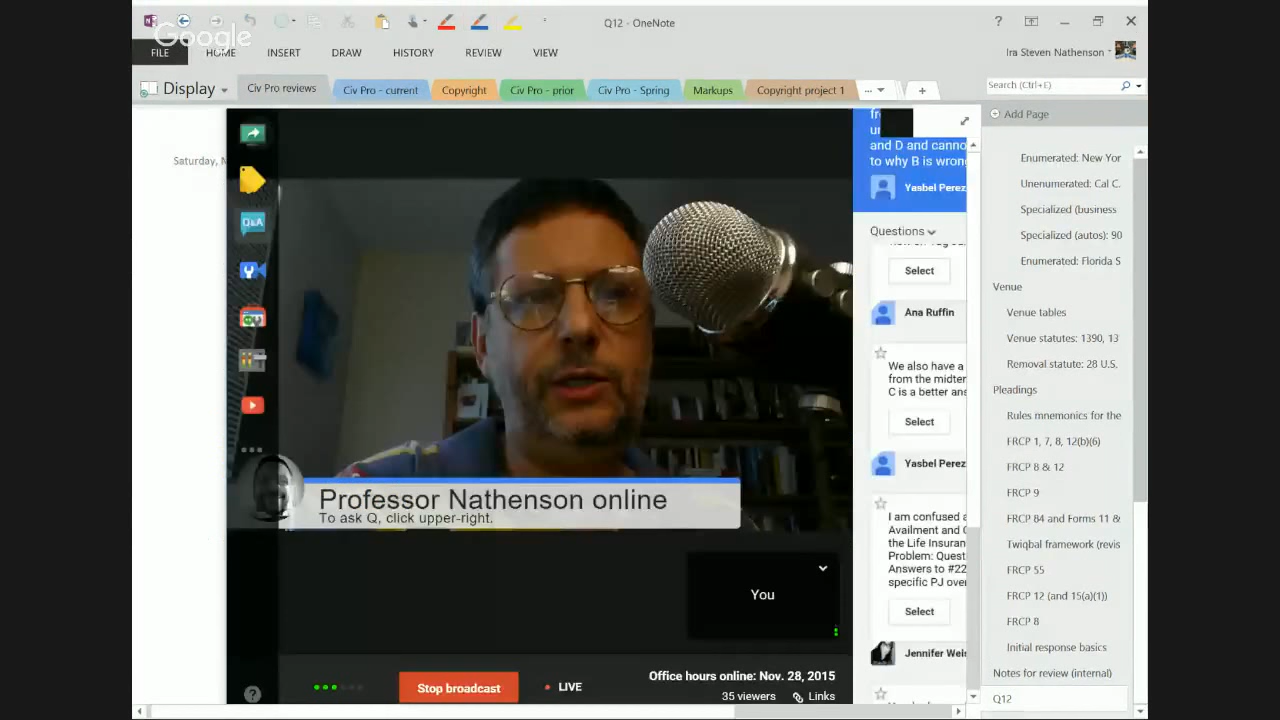 Q12 - OneNote
Google
FILE HOME INSERT DRAW HISTORY REVIEW VIEW
Ira Steven Nathenson
Display
Civ Pro reviews
Civ Pro - current
Copyright
Civ Pro - prior
Civ Pro - Spring
Markups
Copyright project 1
Search (Ctrl+E)
Add Page
Saturday,
and D and canno
to why B is wron
Yasbel Perez
Questions
Select
Ana Ruffin
We also have a
from the midter
C is a better an
Select
Yasbel Perez
I am confused a
Availment and
the Life Insuran
Problem: Quest
Answers to #22
specific PJ over
Select
Jennifer Weis
Q&A
Professor Nathenson online
To ask Q, click upper-right.
You
Stop broadcast
LIVE
Office hours online: Nov. 28, 2015
35 viewers
Links
Enumerated: New Yor
Unenumerated: Cal C.
Specialized (business
Specialized (autos): 90
Enumerated: Florida S
Venue
Venue tables
Venue statutes: 1390, 13
Removal statute: 28 U.S.
Pleadings
Rules mnemonics for the
FRCP 1, 7, 8, 12(b)(6)
FRCP 8 & 12
FRCP 9
FRCP 84 and Forms 11 &
Twiqbal framework (revis
FRCP 55
FRCP 12 (and 15(a)(1))
FRCP 8
Initial response basics
Notes for review (internal)
Q12